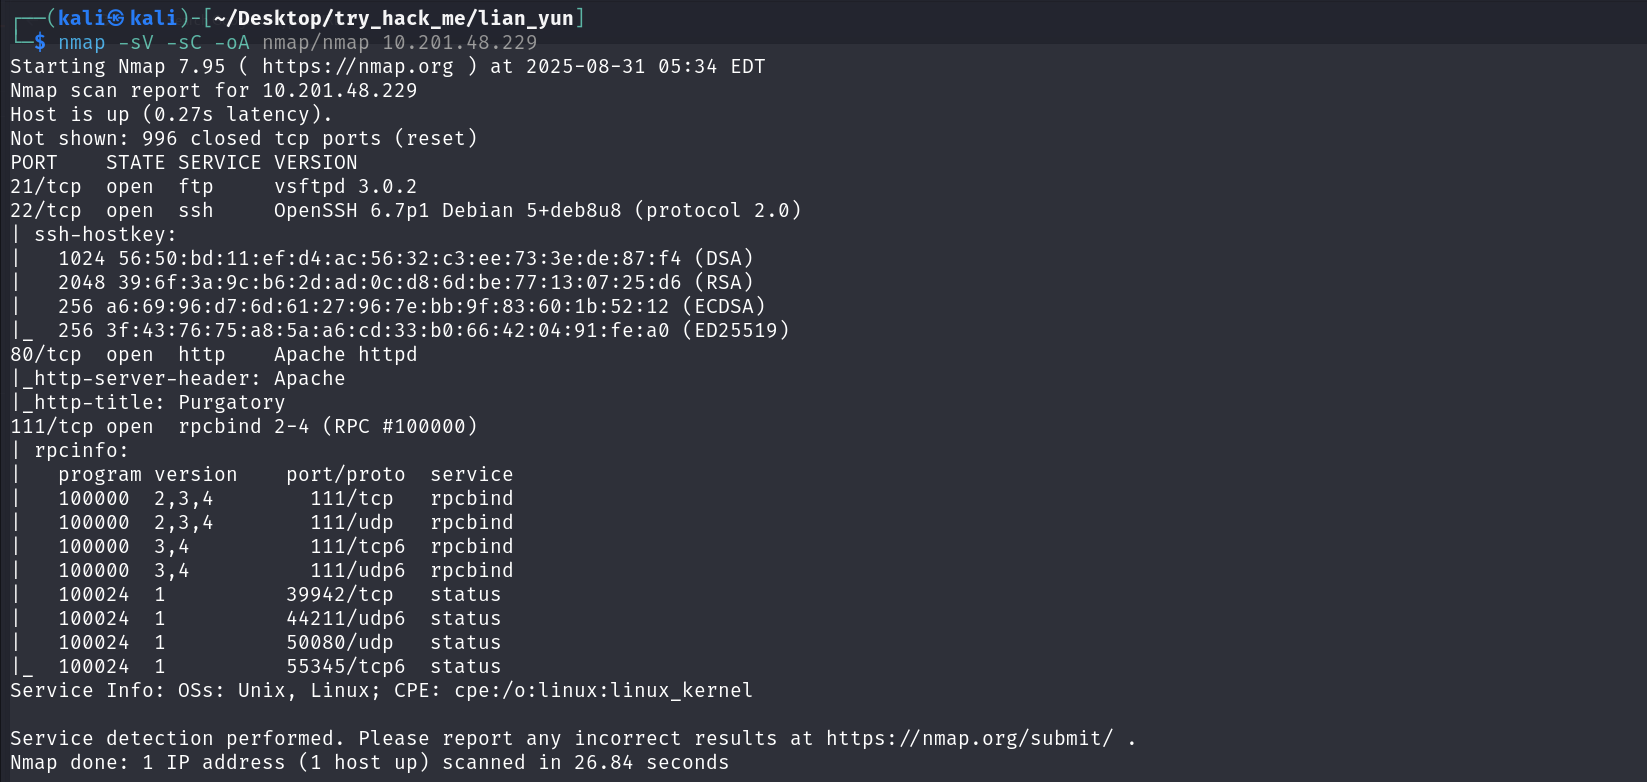 ┌──(kali㉿kali)-[~/Desktop/try_hack_me/lian_yun]
└─$ nmap -sV -sC -oA nmap/nmap 10.201.48.229
Starting Nmap 7.95 ( https://nmap.org ) at 2025-08-31 05:34 EDT
Nmap scan report for 10.201.48.229
Host is up (0.27s latency).
Not shown: 996 closed tcp ports (reset)
PORT    STATE SERVICE VERSION
21/tcp  open  ftp     vsftpd 3.0.2
22/tcp  open  ssh     OpenSSH 6.7p1 Debian 5+deb8u8 (protocol 2.0)
| ssh-hostkey:
|   1024 56:50:bd:11:ef:d4:ac:56:32:c3:ee:73:3e:de:87:f4 (DSA)
|   2048 39:6f:3a:9c:b6:2d:ad:0c:d8:6d:be:77:13:07:25:d6 (RSA)
|   256 a6:69:96:d7:6d:61:27:96:7e:bb:9f:83:60:1b:52:12 (ECDSA)
|_  256 3f:43:76:75:a8:5a:a6:cd:33:b0:66:42:04:91:fe:a0 (ED25519)
80/tcp  open  http    Apache httpd
|_http-server-header: Apache
|_http-title: Purgatory
111/tcp open  rpcbind 2-4 (RPC #100000)
| rpcinfo:
|   program version    port/proto  service
|   100000  2,3,4        111/tcp   rpcbind
|   100000  2,3,4        111/udp   rpcbind
|   100000  3,4          111/tcp6  rpcbind
|   100000  3,4          111/udp6  rpcbind
|   100024  1          39942/tcp   status
|   100024  1          44211/udp6  status
|   100024  1          50080/udp   status
|_  100024  1          55345/tcp6  status
Service Info: OSs: Unix, Linux; CPE: cpe:/o:linux:linux_kernel
Service detection performed. Please report any incorrect results at https://nmap.org/submit/ .
Nmap done: 1 IP address (1 host up) scanned in 26.84 seconds